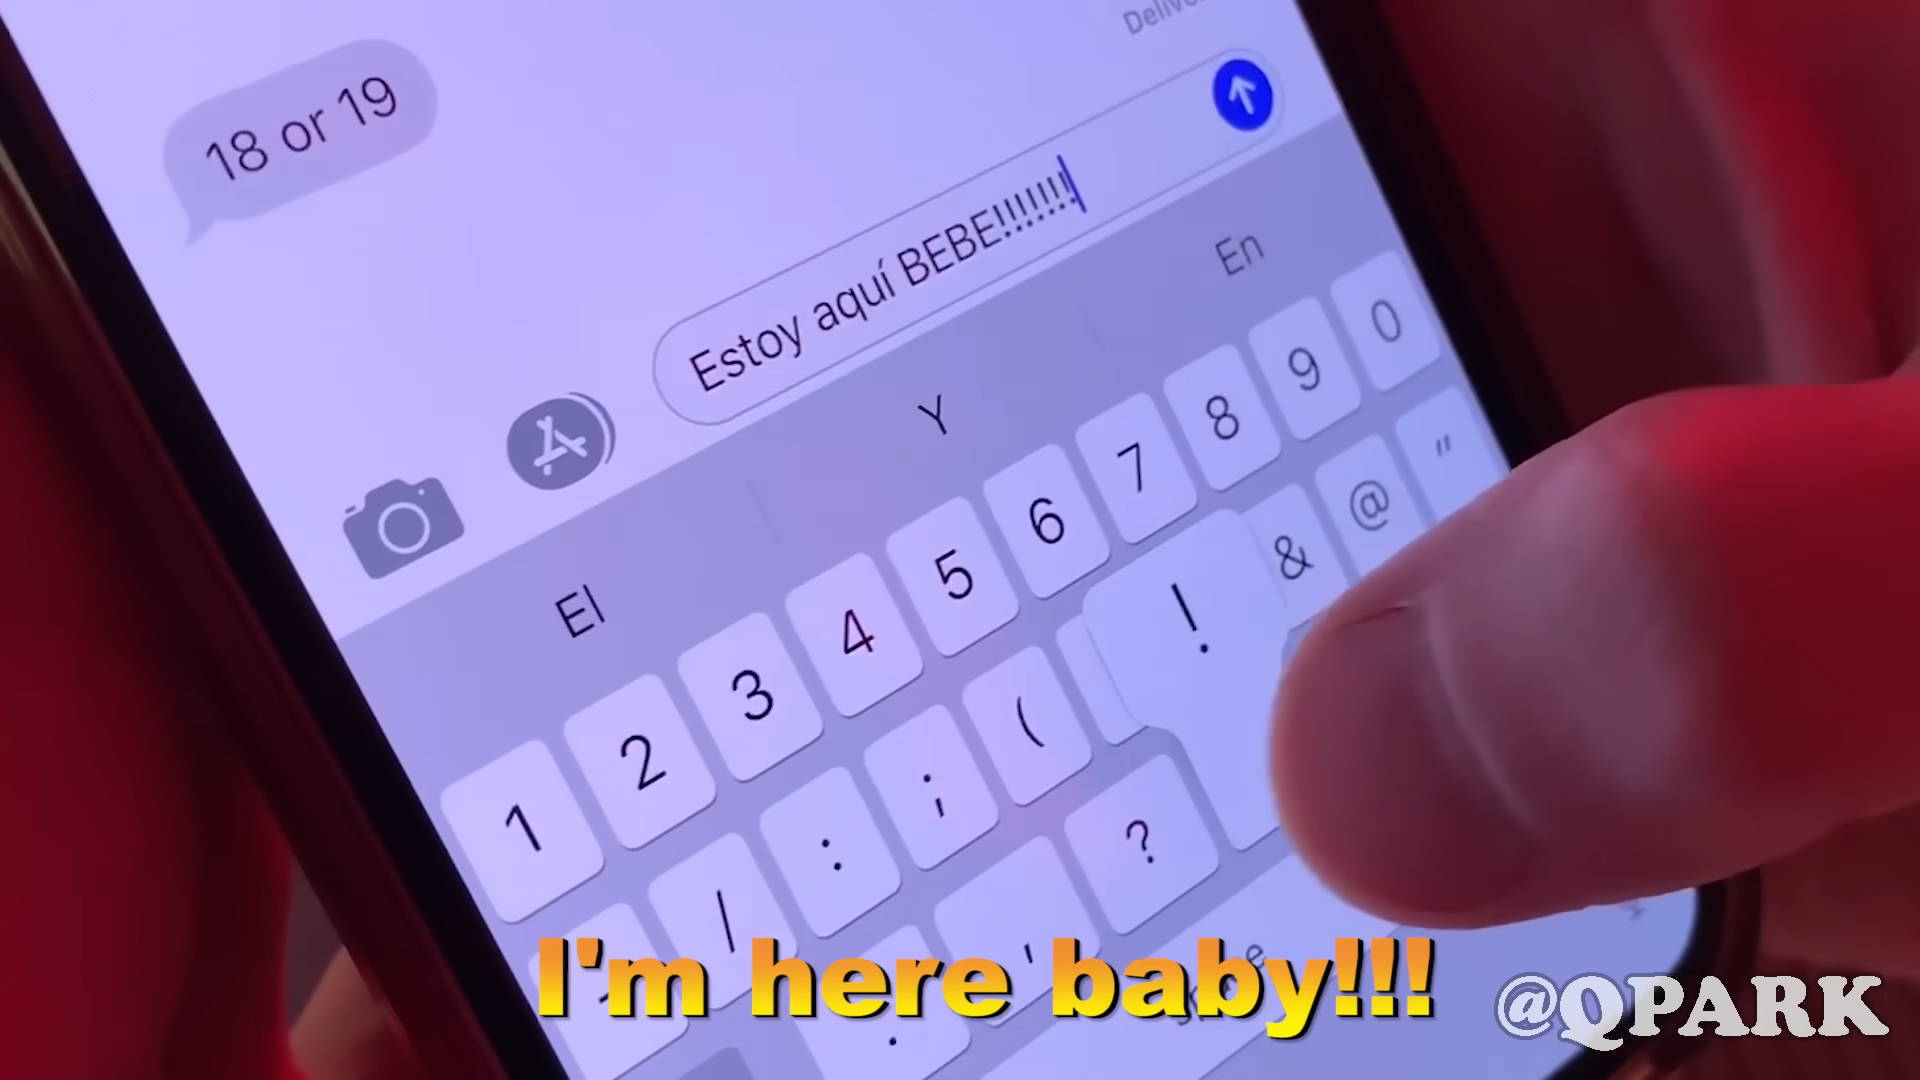 Delive
18 or 19
Estoy aquí BEBE!!!!!!!
El
Y
En
1 2 3 4 5 6 7 8 9 0
/ : ; ( & @ "
. , ? !
I'm here baby!!!
@QPARK